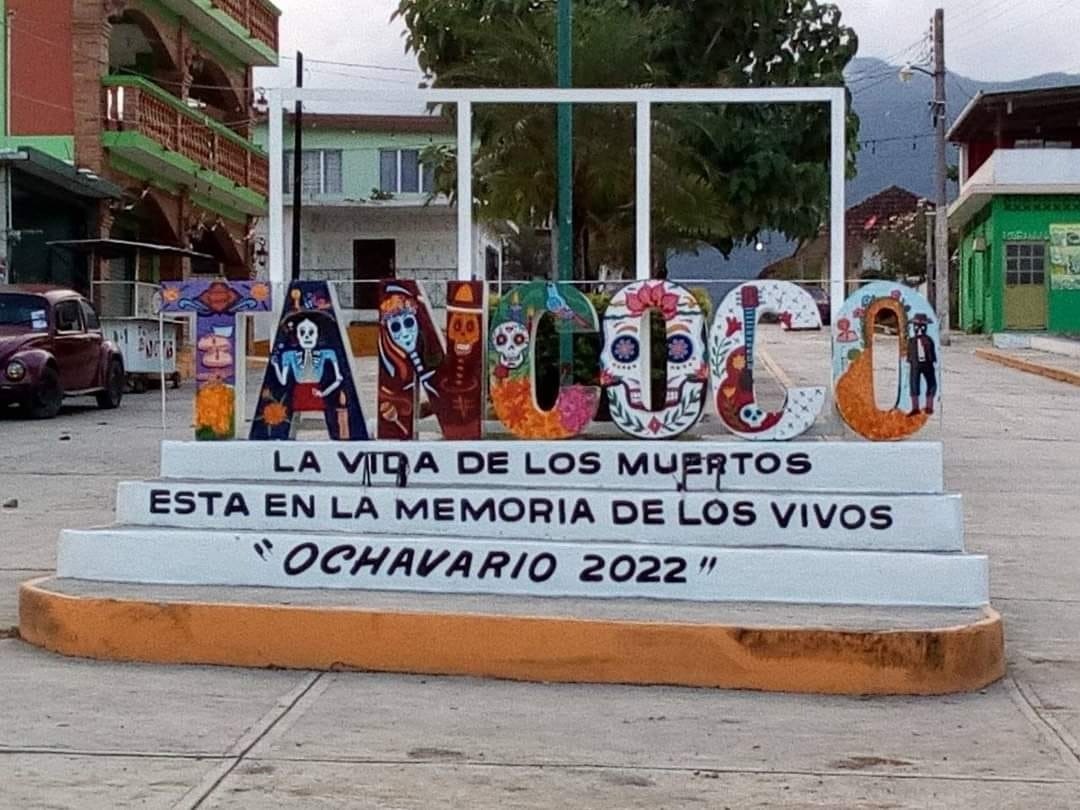 TANCOCO
LA VIDA DE LOS MUERTOS
ESTA EN LA MEMORIA DE LOS VIVOS
"OCHAVARIO 2022"